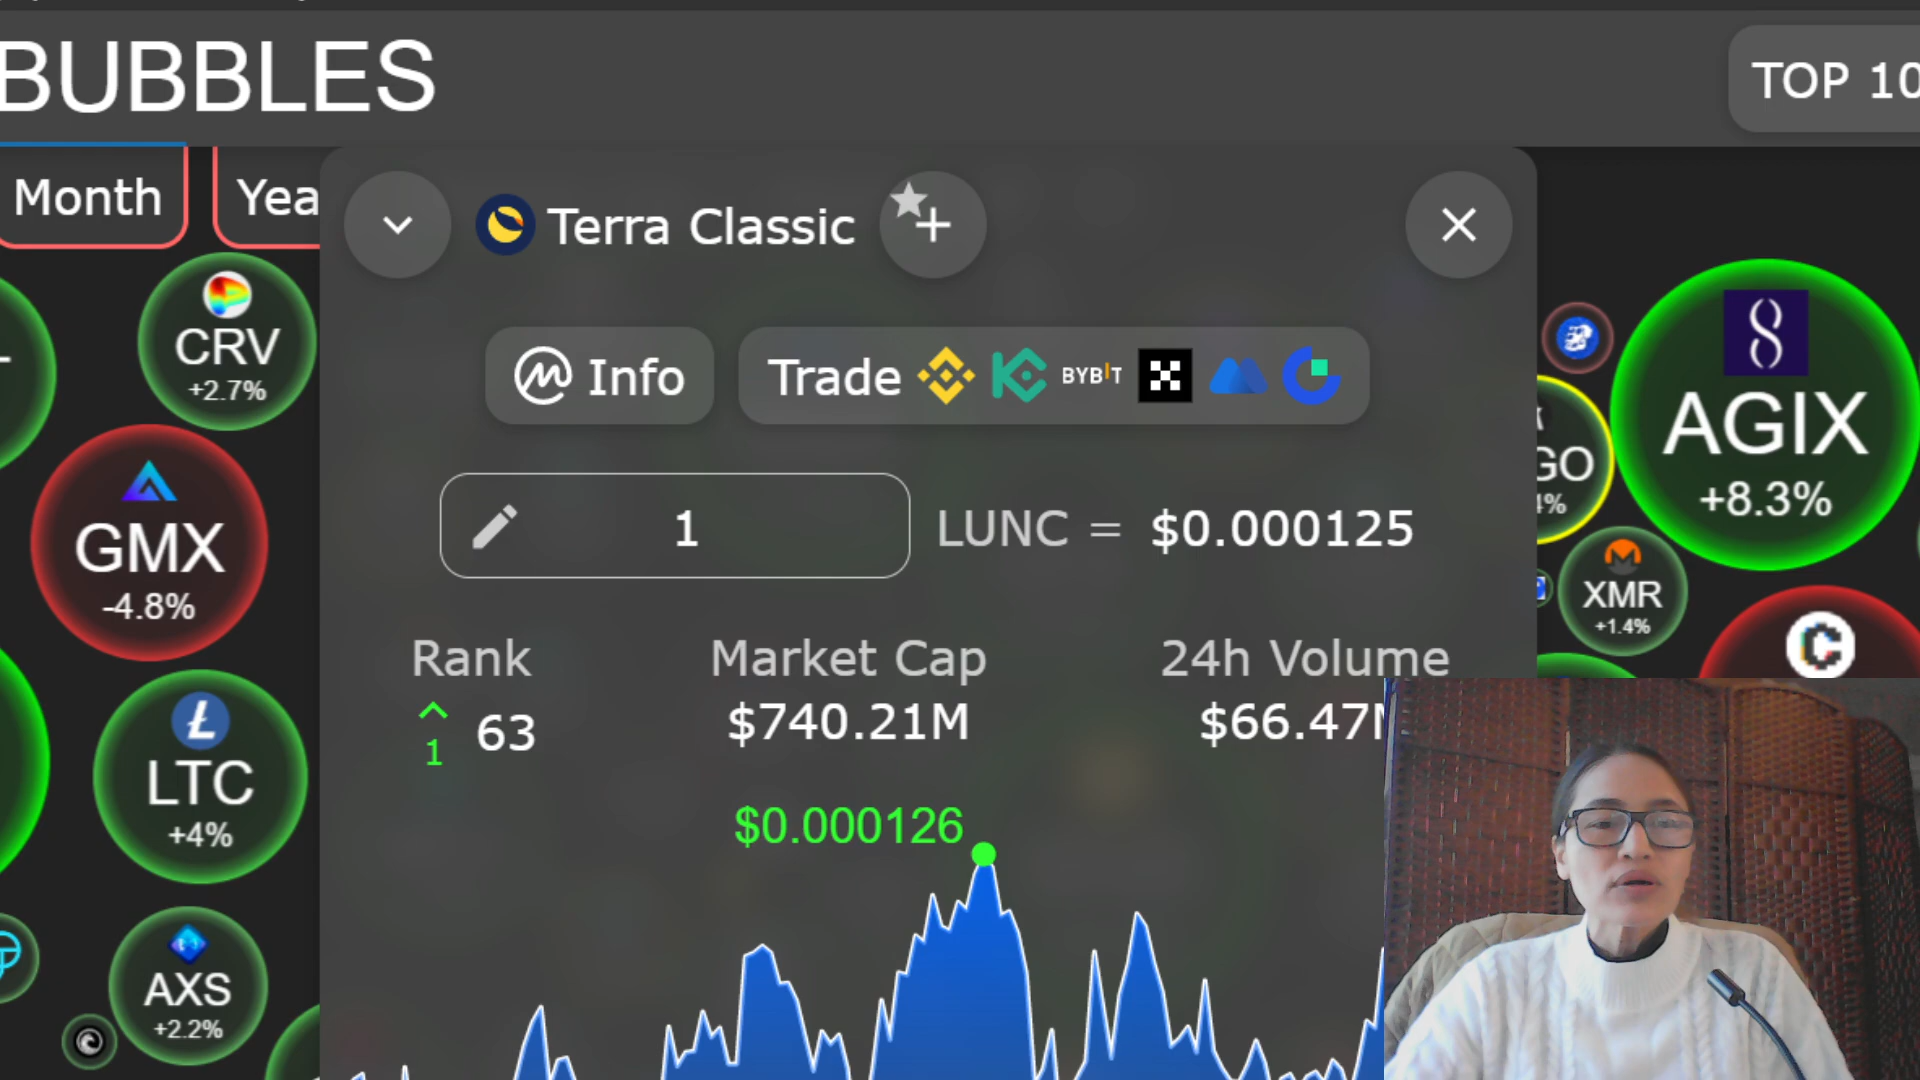 BUBBLES
TOP 10
Month
Yea
Terra Classic
CRV
+2.7%
Info
Trade
BYBIT
AGIX
+8.3%
GO
4%
1
LUNC = $0.000125
GMX
-4.8%
XMR
+1.4%
Rank
Market Cap
24h Volume
1
63
$740.21M
$66.47M
LTC
+4%
$0.000126
AXS
+2.2%